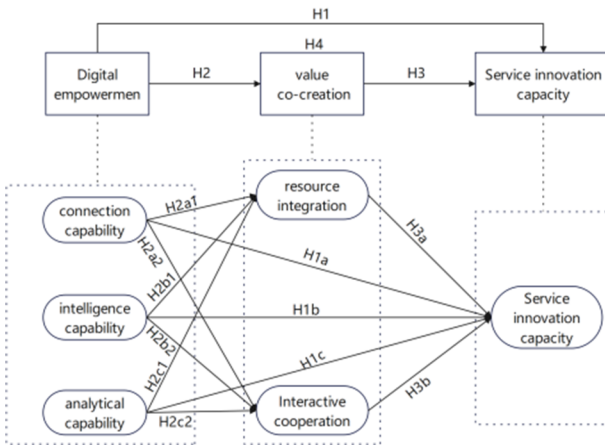 H1
H4
Digital
empowermen
H2
value
co-creation
H3
Service innovation
capacity
connection
capability
H2a1
resource
integration
H2a2
H3a
H1a
H2b1
intelligence
capability
H1b
Service
innovation
capacity
H2b2
H1c
H2c1
analytical
capability
H2c2
Interactive
cooperation
H3b